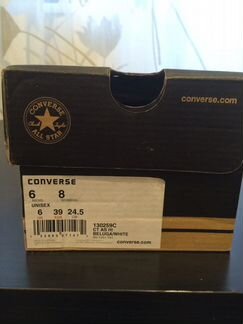 CONVERSE
ALL STAR
converse.com
CONVERSE
6 8
UNISEX
6 39 24.5
130259C
CT AS HI
BELUGA/WHITE
converse.com